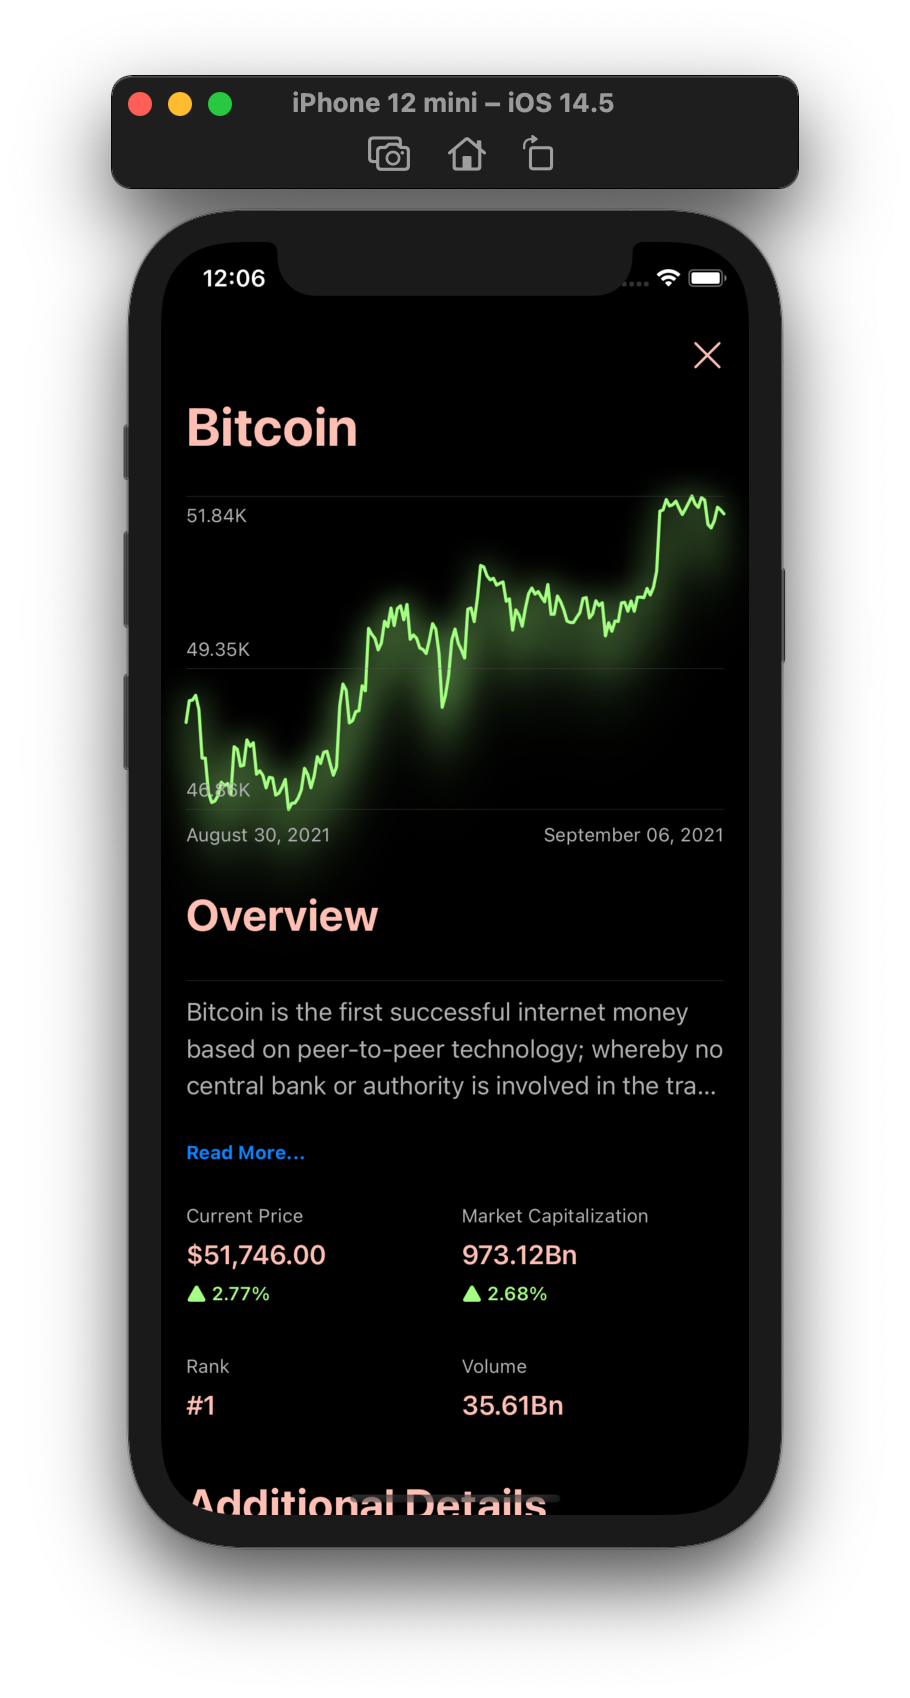 iPhone 12 mini – iOS 14.5
12:06
Bitcoin
51.84K
49.35K
46.86K
August 30, 2021 September 06, 2021
Overview
Bitcoin is the first successful internet money
based on peer-to-peer technology; whereby no
central bank or authority is involved in the tra...
Read More...
Current Price Market Capitalization
$51,746.00 973.12Bn
2.77% 2.68%
Rank Volume
#1 35.61Bn
Additional Details